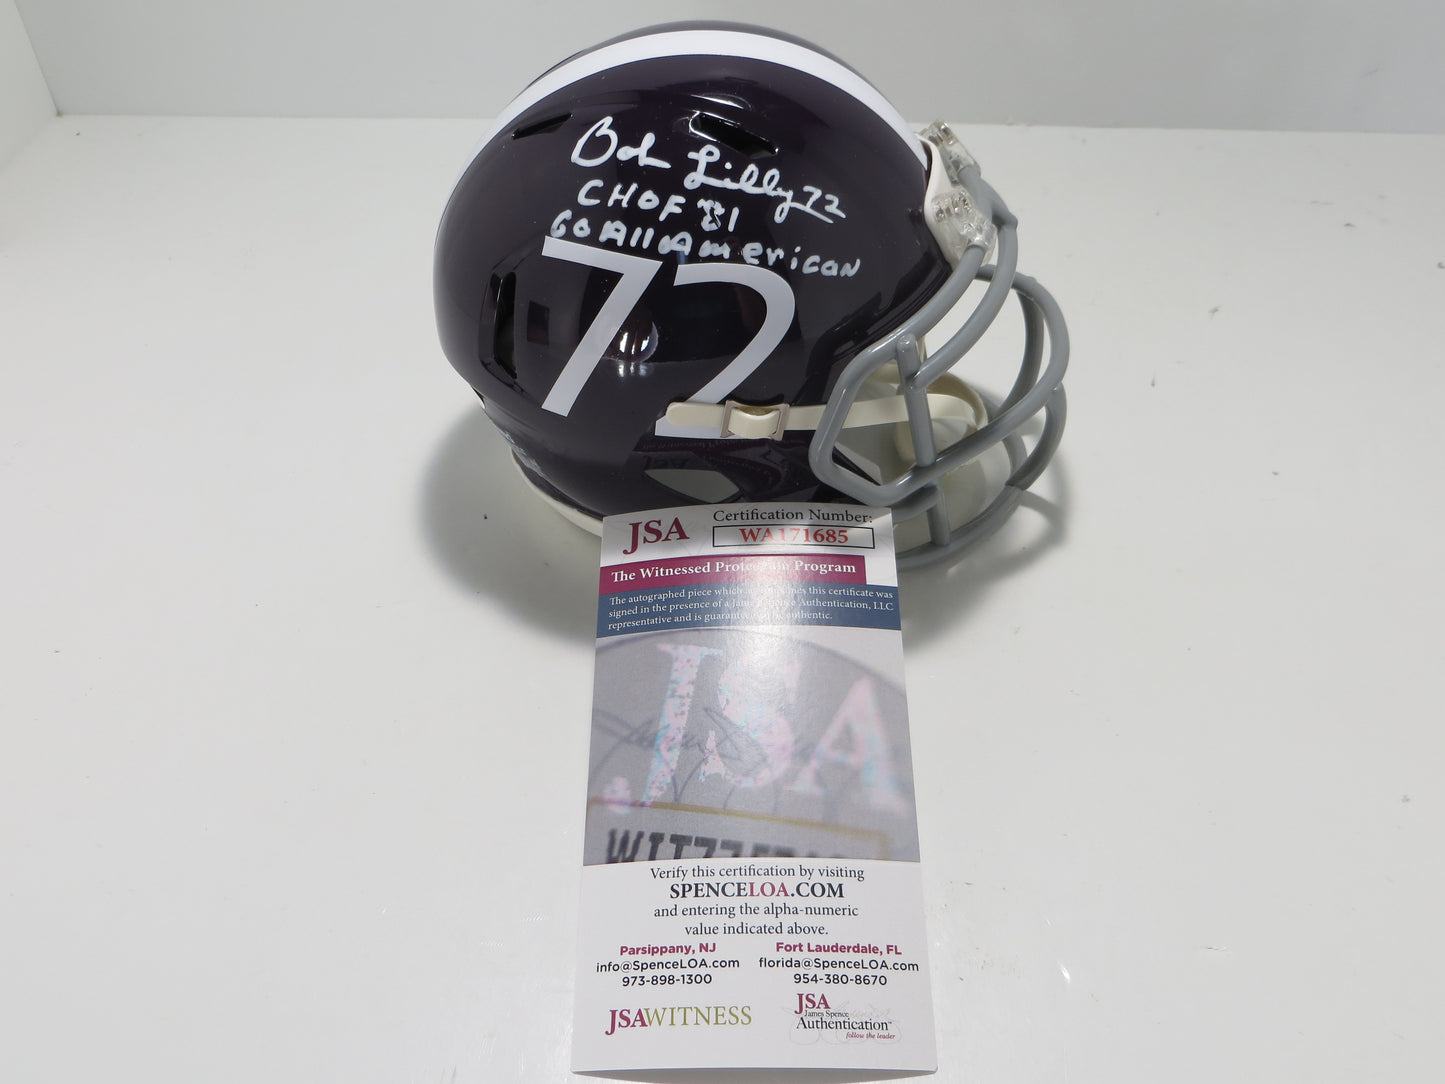 Bob Lilly 72
CHOF 81
60 All American
72
JSA
Certification Number:
WA171685
The Witnessed Protection Program
The autographed piece which accompanies this certificate was
signed in the presence of a James Spence Authentication, LLC
representative and is guaranteed to be authentic.
JSA
Verify this certification by visiting
SPENCELOA.COM
and entering the alpha-numeric
value indicated above.
Parsippany, NJ
info@SpenceLOA.com
973-898-1300
Fort Lauderdale, FL
florida@SpenceLOA.com
954-380-8670
JSAWITNESS
JSA
James Spence
Authentication™
follow the leader